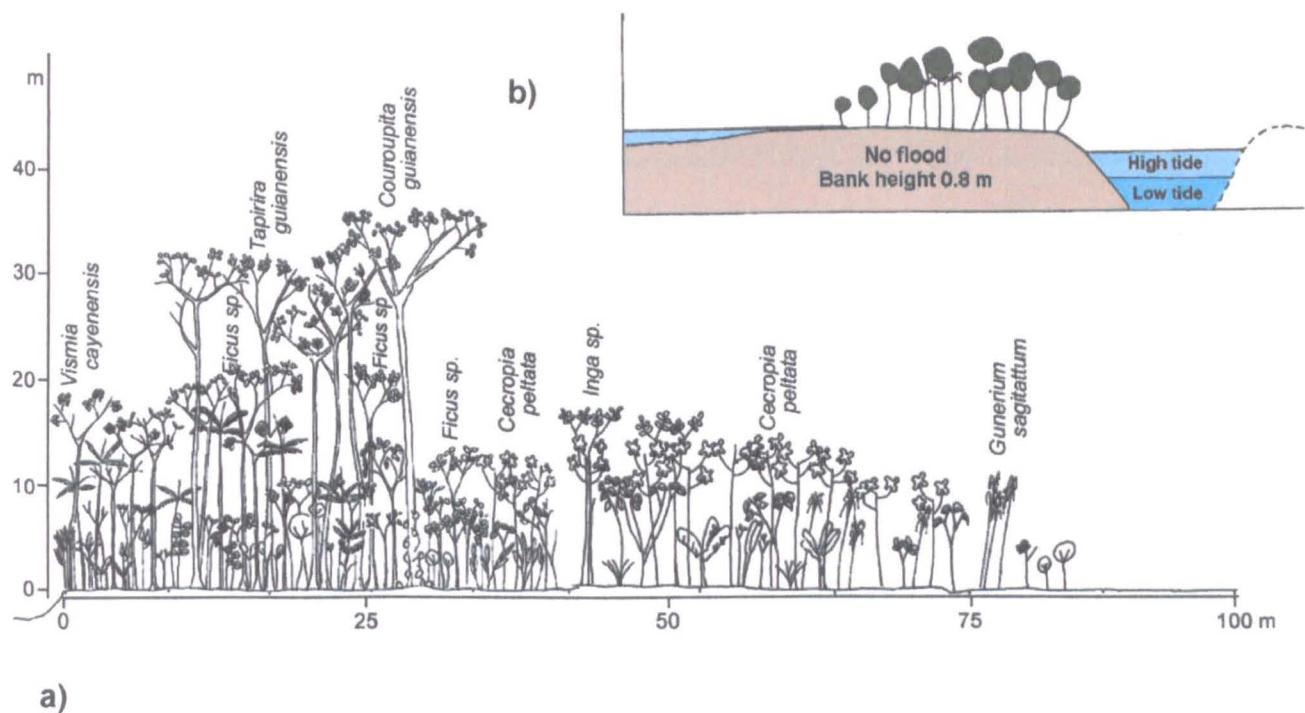 b)
No flood
Bank height 0.8 m
High tide
Low tide
m
40
30
20
10
0
Vismia
cayenensis
Ficus sp
Tapirira
guianensis
Ficus sp
Couroupita
guianensis
Ficus sp.
Cecropia
peltata
Inga sp.
Cecropia
peltata
Gunerium
sagitattum
0
25
50
75
100 m
a)